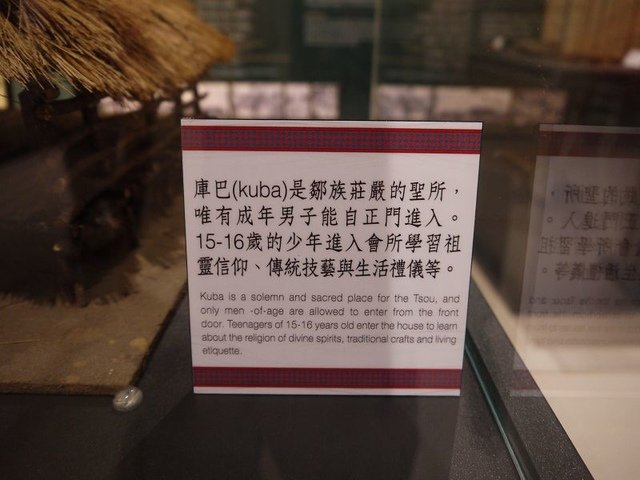 庫巴(kuba)是鄒族莊嚴的聖所，
唯有成年男子能自正門進入。
15-16歲的少年進入會所學習祖
靈信仰、傳統技藝與生活禮儀等。
Kuba is a solemn and sacred place for the Tsou, and
only men -of-age are allowed to enter from the front
door. Teenagers of 15-16 years old enter the house to learn
about the religion of divine spirits, traditional crafts and living
etiquette.